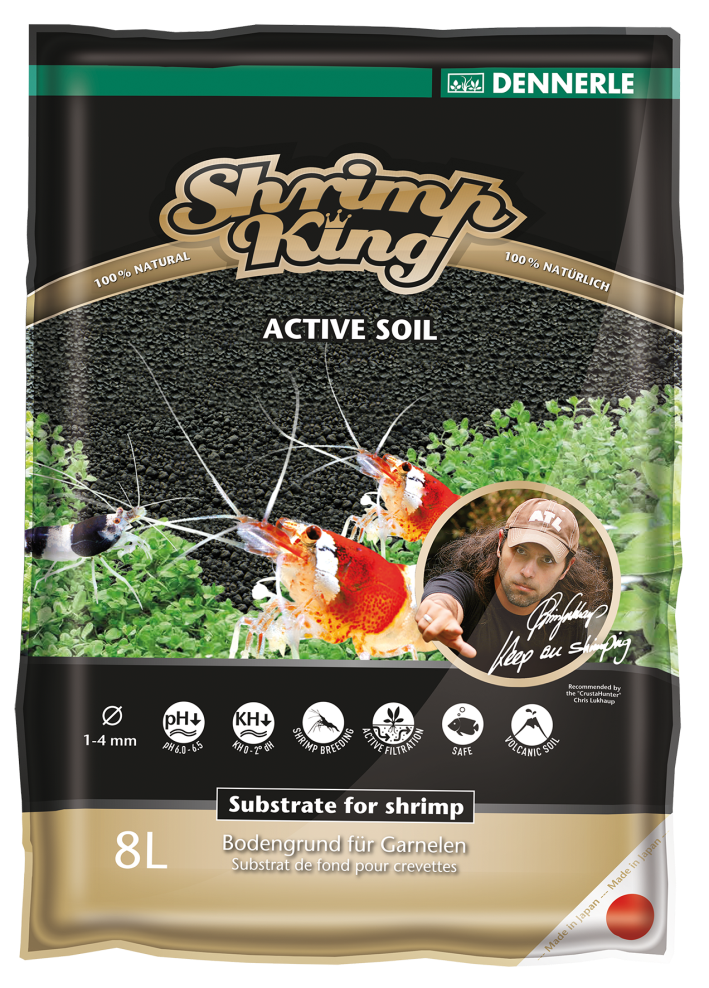 DENNERLE
Shrimp
King
100% NATURAL
100% NATÜRLICH
ACTIVE SOIL
ATL
Keep on shrimping
Recommended by
the "CrustaHunter"
Chris Lukhaup
1-4 mm
pH
pH 6.0 - 6.5
KH
KH 0 - 2° dH
SHRIMP BREEDING
ACTIVE FILTRATION
SAFE
VOLCANIC SOIL
Substrate for shrimp
8L
Bodengrund für Garnelen
Substrat de fond pour crevettes
Made in Japan — Made in Japan